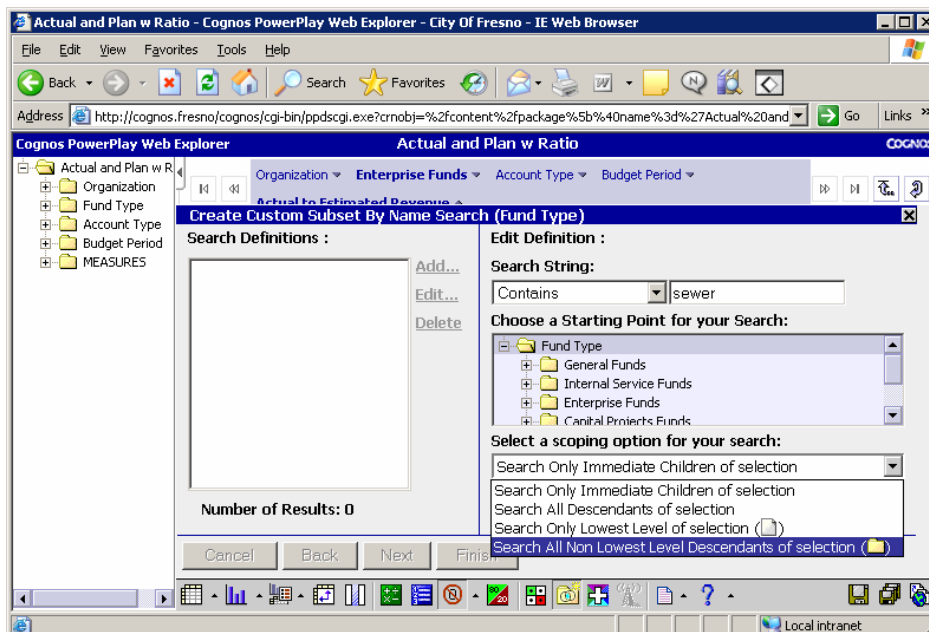 Actual and Plan w Ratio - Cognos PowerPlay Web Explorer - City Of Fresno - IE Web Browser
File Edit View Favorites Tools Help
Back Search Favorites
Address http://cognos.fresno/cognos/cgi-bin/ppdscgi.exe?crnobj=%2fcontent%2fpackage%5b%40name%3d%27Actual%20and Go Links »
Cognos PowerPlay Web Explorer Actual and Plan w Ratio COGNOS
Actual and Plan w R
Organization
Fund Type
Account Type
Budget Period
MEASURES
Organization Enterprise Funds Account Type Budget Period
Actual to Estimated Revenue
Create Custom Subset By Name Search (Fund Type)
Search Definitions :
Add...
Edit...
Delete
Number of Results: 0
Edit Definition :
Search String:
Contains sewer
Choose a Starting Point for your Search:
Fund Type
General Funds
Internal Service Funds
Enterprise Funds
Capital Projects Funds
Select a scoping option for your search:
Search Only Immediate Children of selection
Search Only Immediate Children of selection
Search All Descendants of selection
Search Only Lowest Level of selection ( )
Search All Non Lowest Level Descendants of selection ( )
Cancel Back Next Finis
80 20
Local intranet